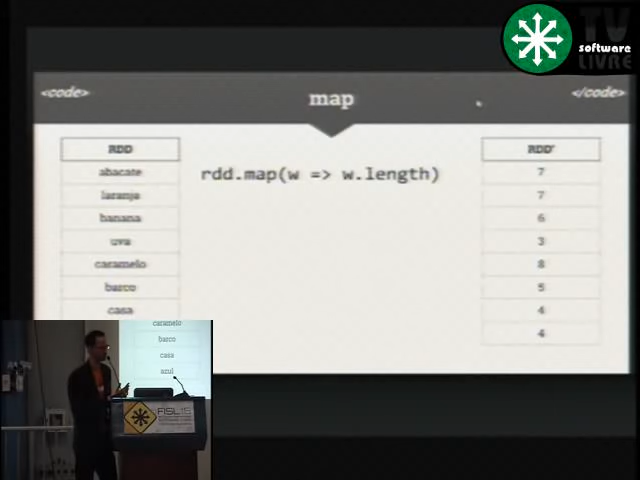 TV
software
LIVRE
<code>
map
</code>
RDD
abacate
laranja
banana
uva
caramelo
barco
casa
rdd.map(w => w.length)
RDD'
7
7
6
3
8
5
4
4
caramelo
barco
casa
azul
FISL15